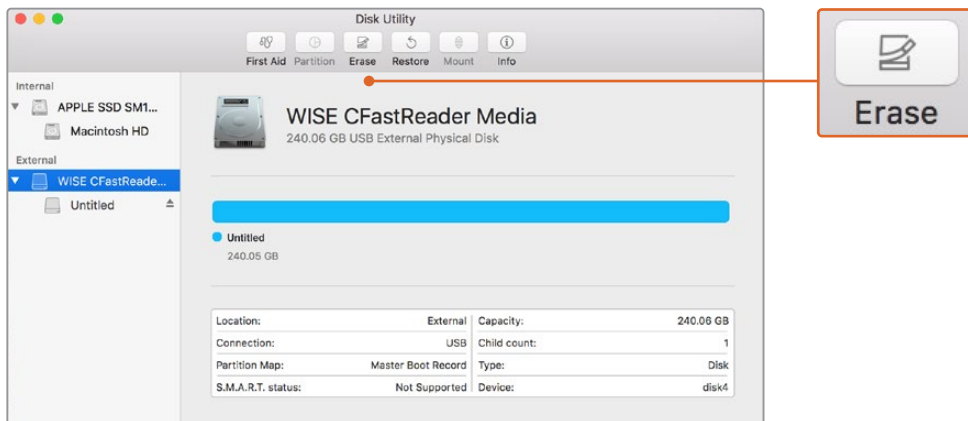 Disk Utility
First Aid Partition Erase Restore Mount Info
Erase
Internal
APPLE SSD SM1...
Macintosh HD
External
WISE CFastReade...
Untitled
WISE CFastReader Media
240.06 GB USB External Physical Disk
Untitled
240.05 GB
Location: External Capacity: 240.06 GB
Connection: USB Child count: 1
Partition Map: Master Boot Record Type: Disk
S.M.A.R.T. status: Not Supported Device: disk4